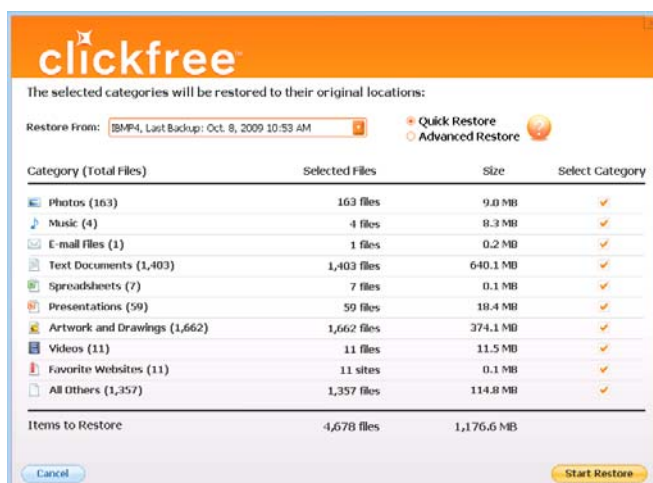 clickfree™
The selected categories will be restored to their original locations:
Restore From: IBMP4, Last Backup: Oct. 8, 2009 10:53 AM
Quick Restore
Advanced Restore
?
Category (Total Files) Selected Files Size Select Category
Photos (163) 163 files 9.0 MB
Music (4) 4 files 8.3 MB
E-mail Files (1) 1 files 0.2 MB
Text Documents (1,403) 1,403 files 640.1 MB
Spreadsheets (7) 7 files 0.1 MB
Presentations (59) 59 files 18.4 MB
Artwork and Drawings (1,662) 1,662 files 374.1 MB
Videos (11) 11 files 11.5 MB
Favorite Websites (11) 11 sites 0.1 MB
All Others (1,357) 1,357 files 114.8 MB
Items to Restore 4,678 files 1,176.6 MB
Cancel Start Restore